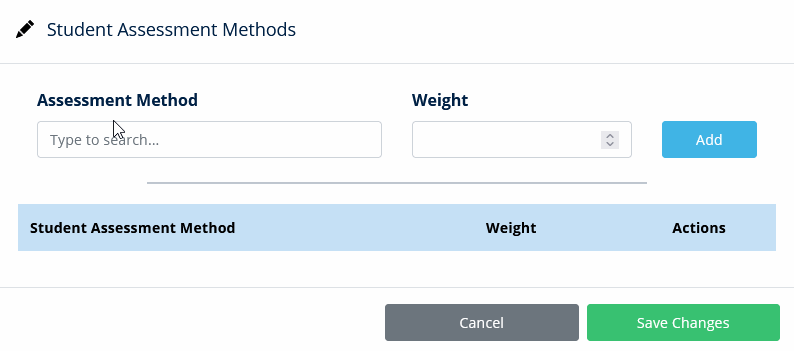 Student Assessment Methods
Assessment Method Weight
Type to search... Add
Student Assessment Method Weight Actions
Cancel Save Changes